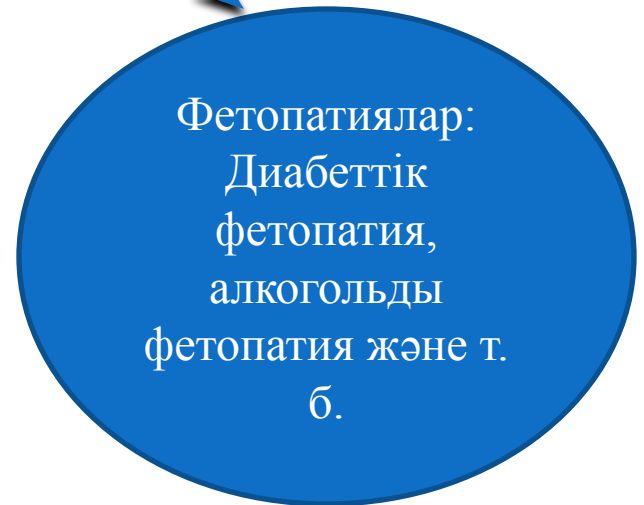 Фетопатиялар:
Диабеттік
фетопатия,
алкогольды
фетопатия және т.
б.